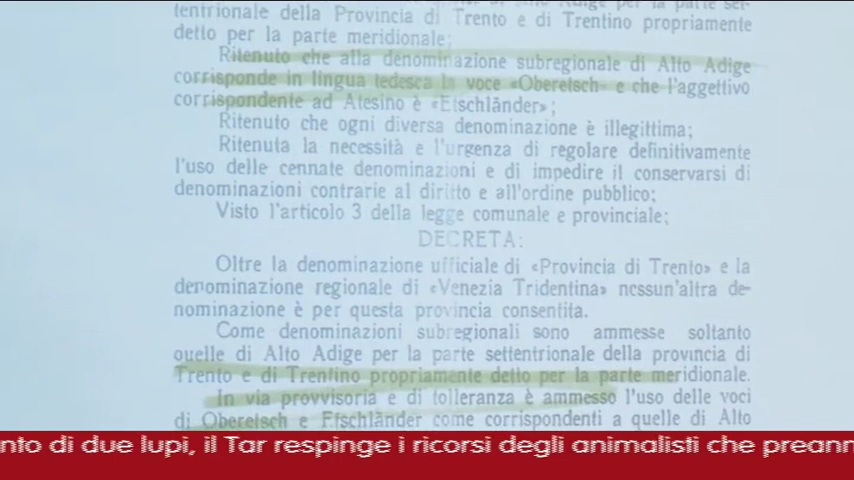 tentrionale della Provincia di Trento e di Trentino propriamente
detto per la parte meridionale;
Ritenuto che alla denominazione subregionale di Alto Adige
corrisponde in lingua tedesca la voce «Oberetsch» e che l'aggettivo
corrispondente ad Atesino è «Etschländer»;
Ritenuto che ogni diversa denominazione è illegittima;
Ritenuta la necessità e l'urgenza di regolare definitivamente
l'uso delle cennate denominazioni e di impedire il conservarsi di
denominazioni contrarie al diritto e all'ordine pubblico;
Visto l'articolo 3 della legge comunale e provinciale;
DECRETA:
Oltre la denominazione ufficiale di «Provincia di Trento» e la
denominazione regionale di «Venezia Tridentina» nessun'altra de-
nominazione è per questa provincia consentita.
Come denominazioni subregionali sono ammesse soltanto
quelle di Alto Adige per la parte settentrionale della provincia di
Trento e di Trentino propriamente detto per la parte meridionale.
In via provvisoria e di tolleranza è ammesso l'uso delle voci
di Oberetsch e Etschländer come corrispondenti a quelle di Alto
nto di due lupi, il Tar respinge i ricorsi degli animalisti che preann